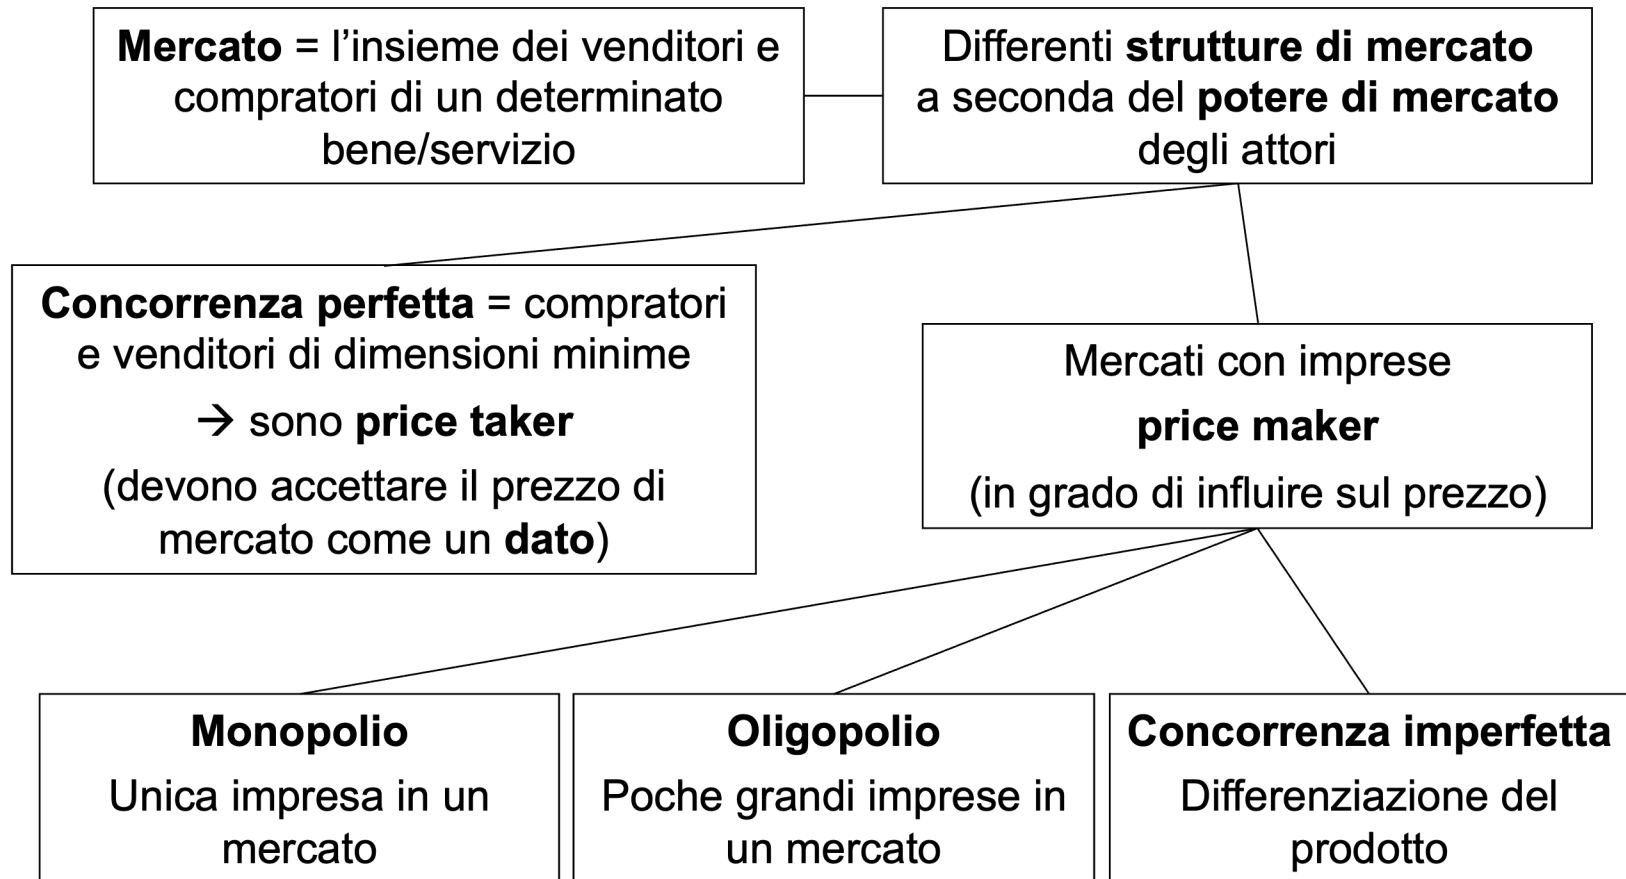 Mercato = l’insieme dei venditori e
compratori di un determinato
bene/servizio
Differenti strutture di mercato
a seconda del potere di mercato
degli attori
Concorrenza perfetta = compratori
e venditori di dimensioni minime
→ sono price taker
(devono accettare il prezzo di
mercato come un dato)
Mercati con imprese
price maker
(in grado di influire sul prezzo)
Monopolio
Unica impresa in un
mercato
Oligopolio
Poche grandi imprese in
un mercato
Concorrenza imperfetta
Differenziazione del
prodotto